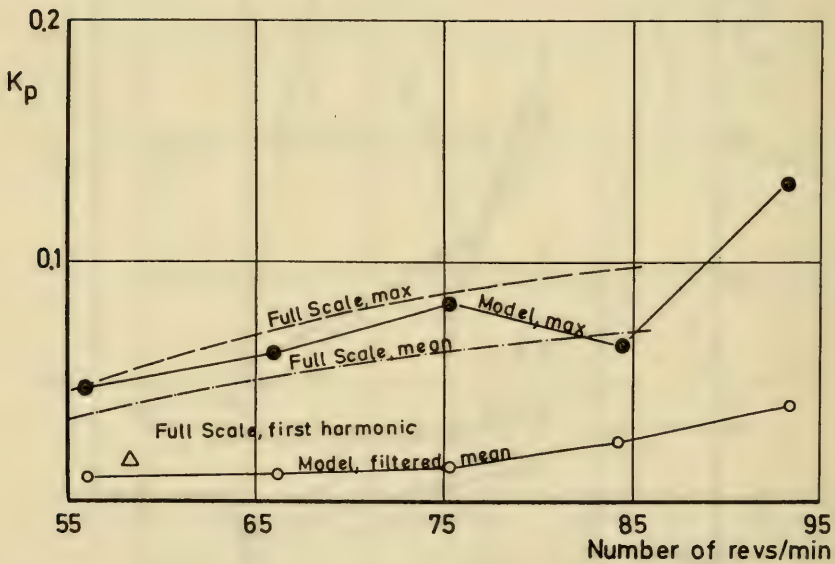 0.2
Kp
0.1
Full Scale, max
Model, max
Full Scale, mean
Full Scale, first harmonic
Model, filtered, mean
55 65 75 85 95
Number of revs/min